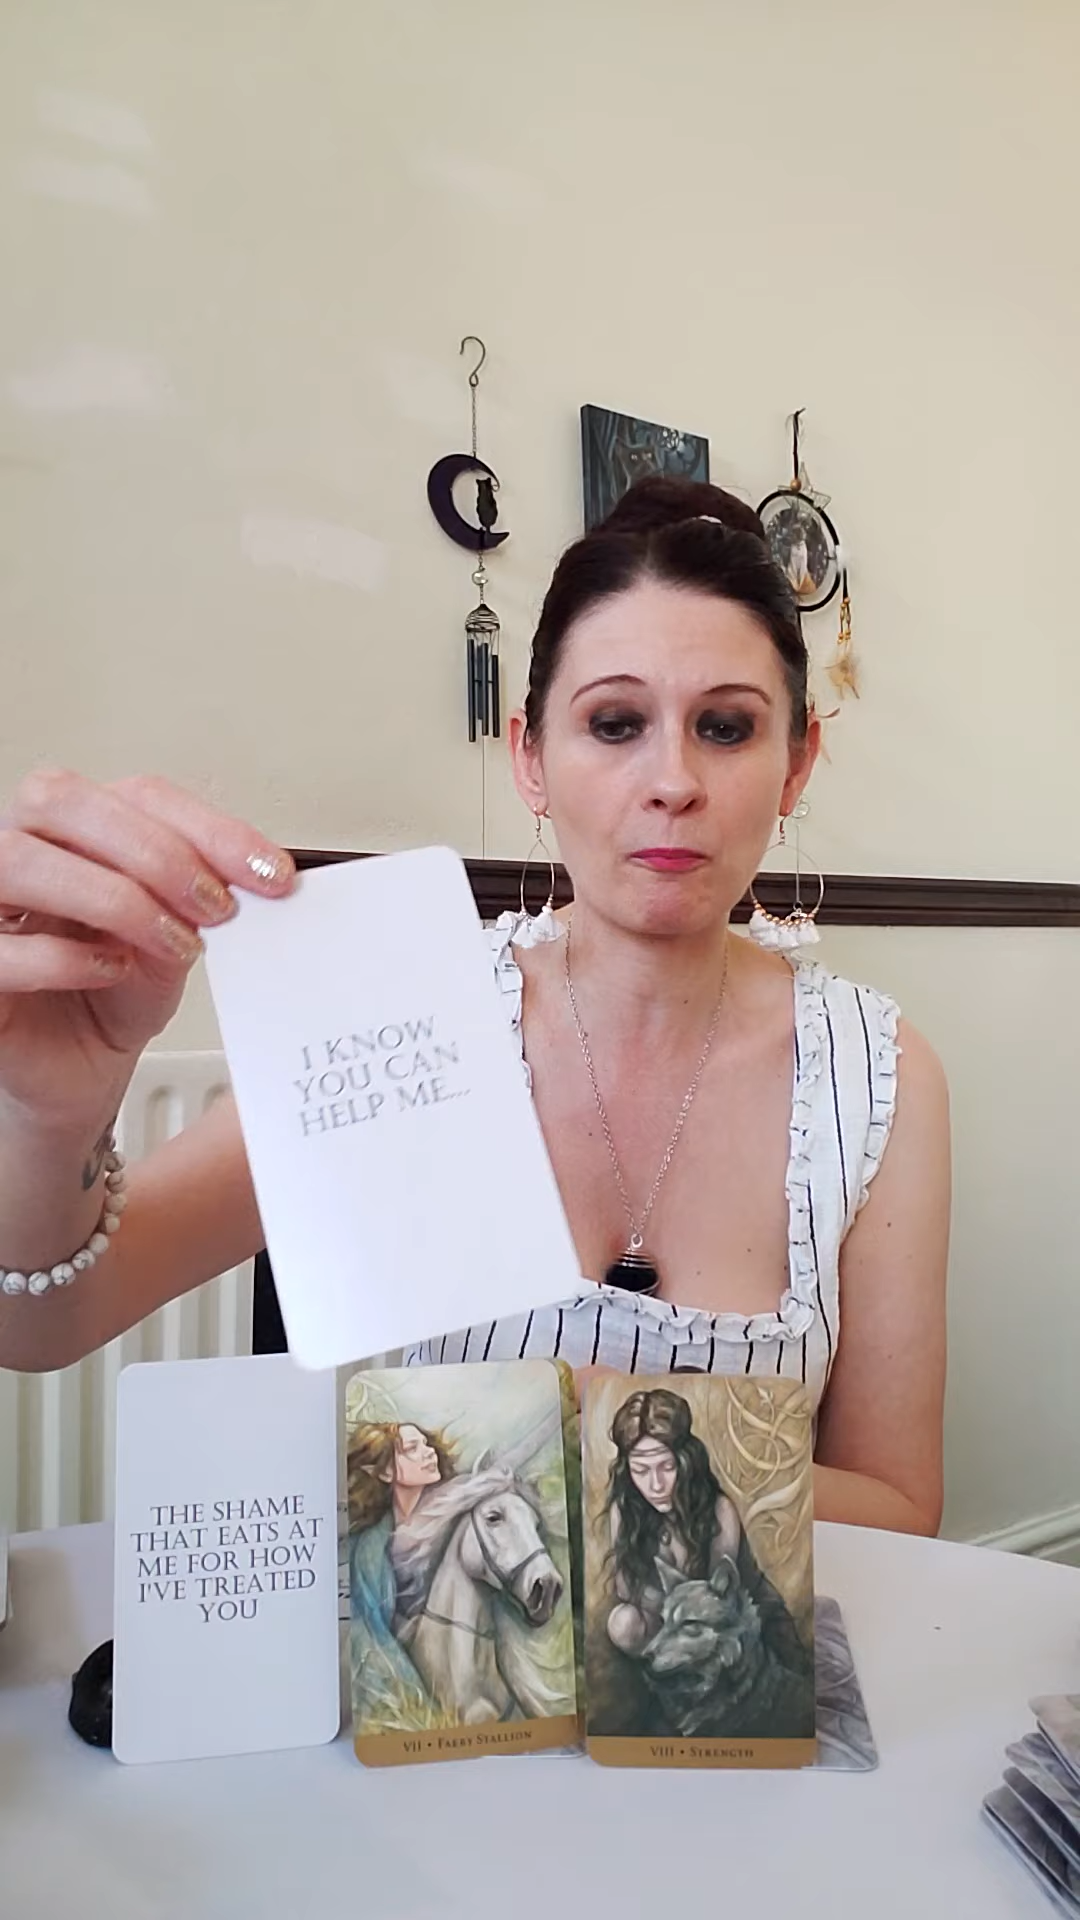 I KNOW
YOU CAN
HELP ME...
THE SHAME
THAT EATS AT
ME FOR HOW
I'VE TREATED
YOU
VII • FAERY STALLION
VIII • STRENGTH